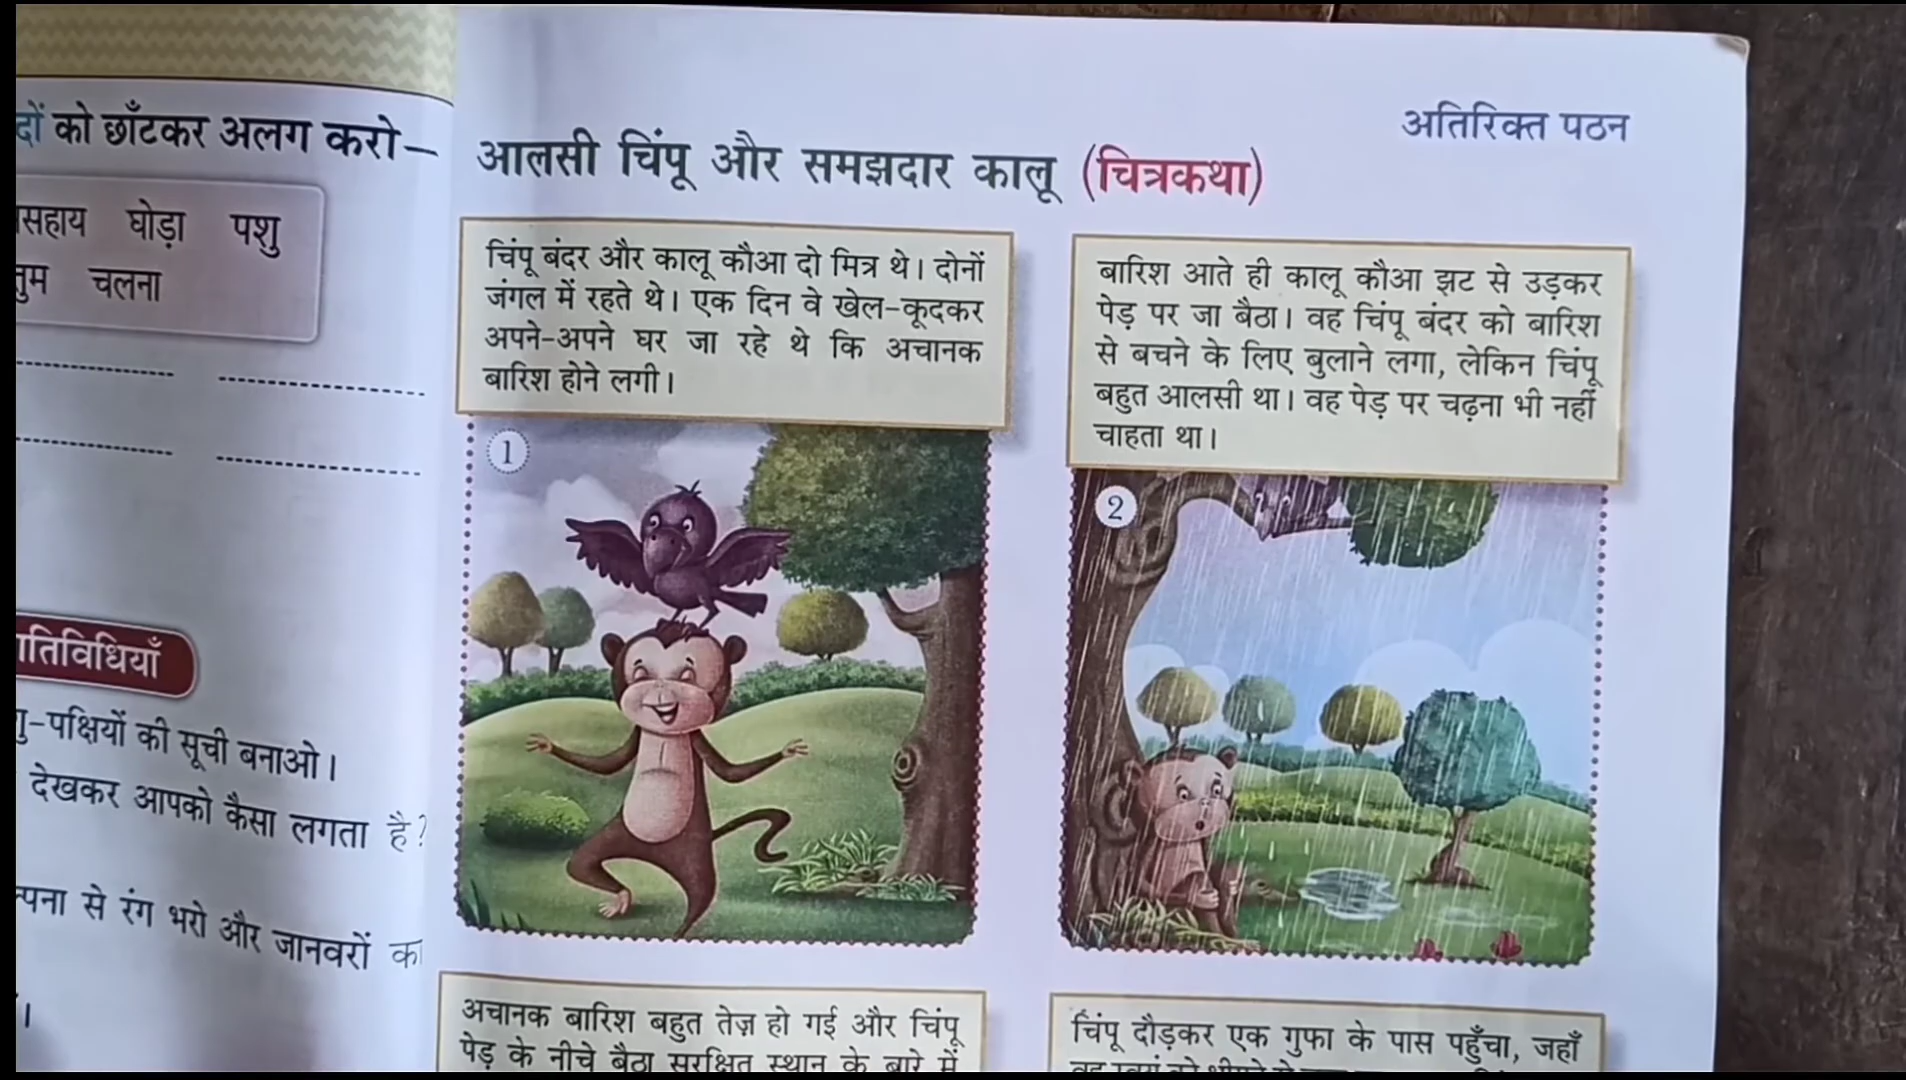 को छाँटकर अलग करो–
घोड़ा पशु
चलना
पक्षियों की सूची बनाओ।
देखकर आपको कैसा लगता है?
से रंग भरो और जानवरों
अतिरिक्त पठन
आलसी चिंपू और समझदार कालू (चित्रकथा)
चिंपू बंदर और कालू कौआ दो मित्र थे। दोनों
जंगल में रहते थे। एक दिन वे खेल-कूदकर
अपने-अपने घर जा रहे थे कि अचानक
बारिश होने लगी।
1
बारिश आते ही कालू कौआ झट से उड़कर
पेड़ पर जा बैठा। वह चिंपू बंदर को बारिश
से बचने के लिए बुलाने लगा, लेकिन चिंपू
बहुत आलसी था। वह पेड़ पर चढ़ना भी नहीं
चाहता था।
2
अचानक बारिश बहुत तेज़ हो गई और चिंपू
पेड़ के नीचे बैठा सुरक्षित स्थान के बारे में
चिंपू दौड़कर एक गुफा के पास पहुँचा, जहाँ